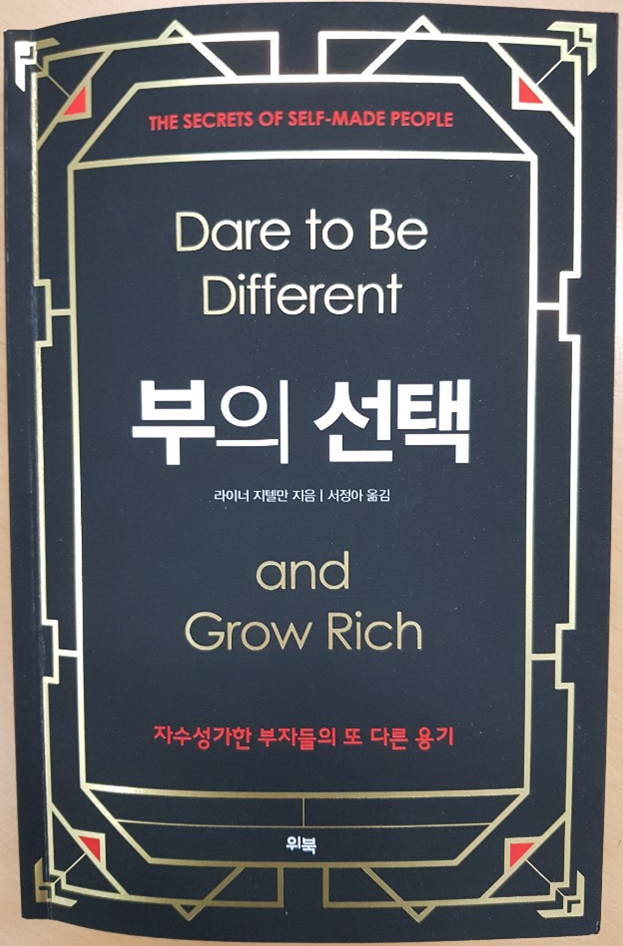 THE SECRETS OF SELF-MADE PEOPLE
Dare to Be
Different
부의 선택
라이너 지텔만 지음 | 서정아 옮김
and
Grow Rich
자수성가한 부자들의 또 다른 용기
위북